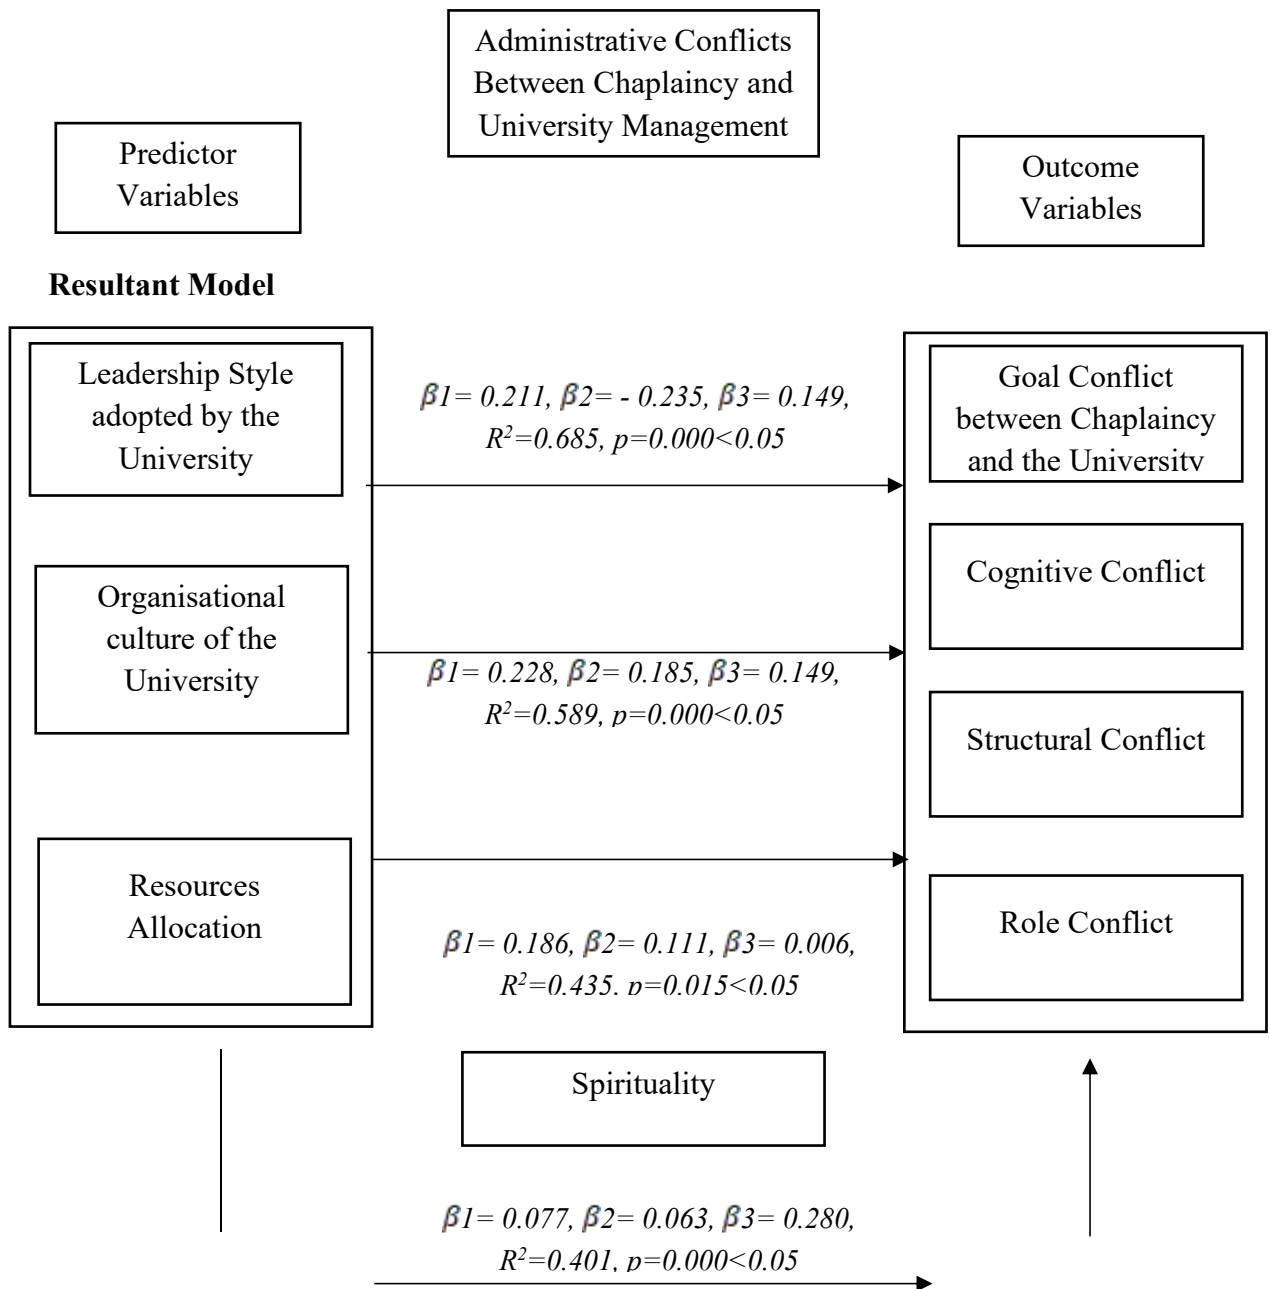 Administrative Conflicts
Between Chaplaincy and
University Management
Predictor
Variables
Outcome
Variables
Resultant Model
Leadership Style
adopted by the
University
β1= 0.211, β2= - 0.235, β3= 0.149,
R²=0.685, p=0.000<0.05
Goal Conflict
between Chaplaincy
and the University
Organisational
culture of the
University
Cognitive Conflict
β1= 0.228, β2= 0.185, β3= 0.149,
R²=0.589, p=0.000<0.05
Structural Conflict
Resources
Allocation
Role Conflict
β1= 0.186, β2= 0.111, β3= 0.006,
R²=0.435, p=0.015<0.05
Spirituality
β1= 0.077, β2= 0.063, β3= 0.280,
R²=0.401, p=0.000<0.05